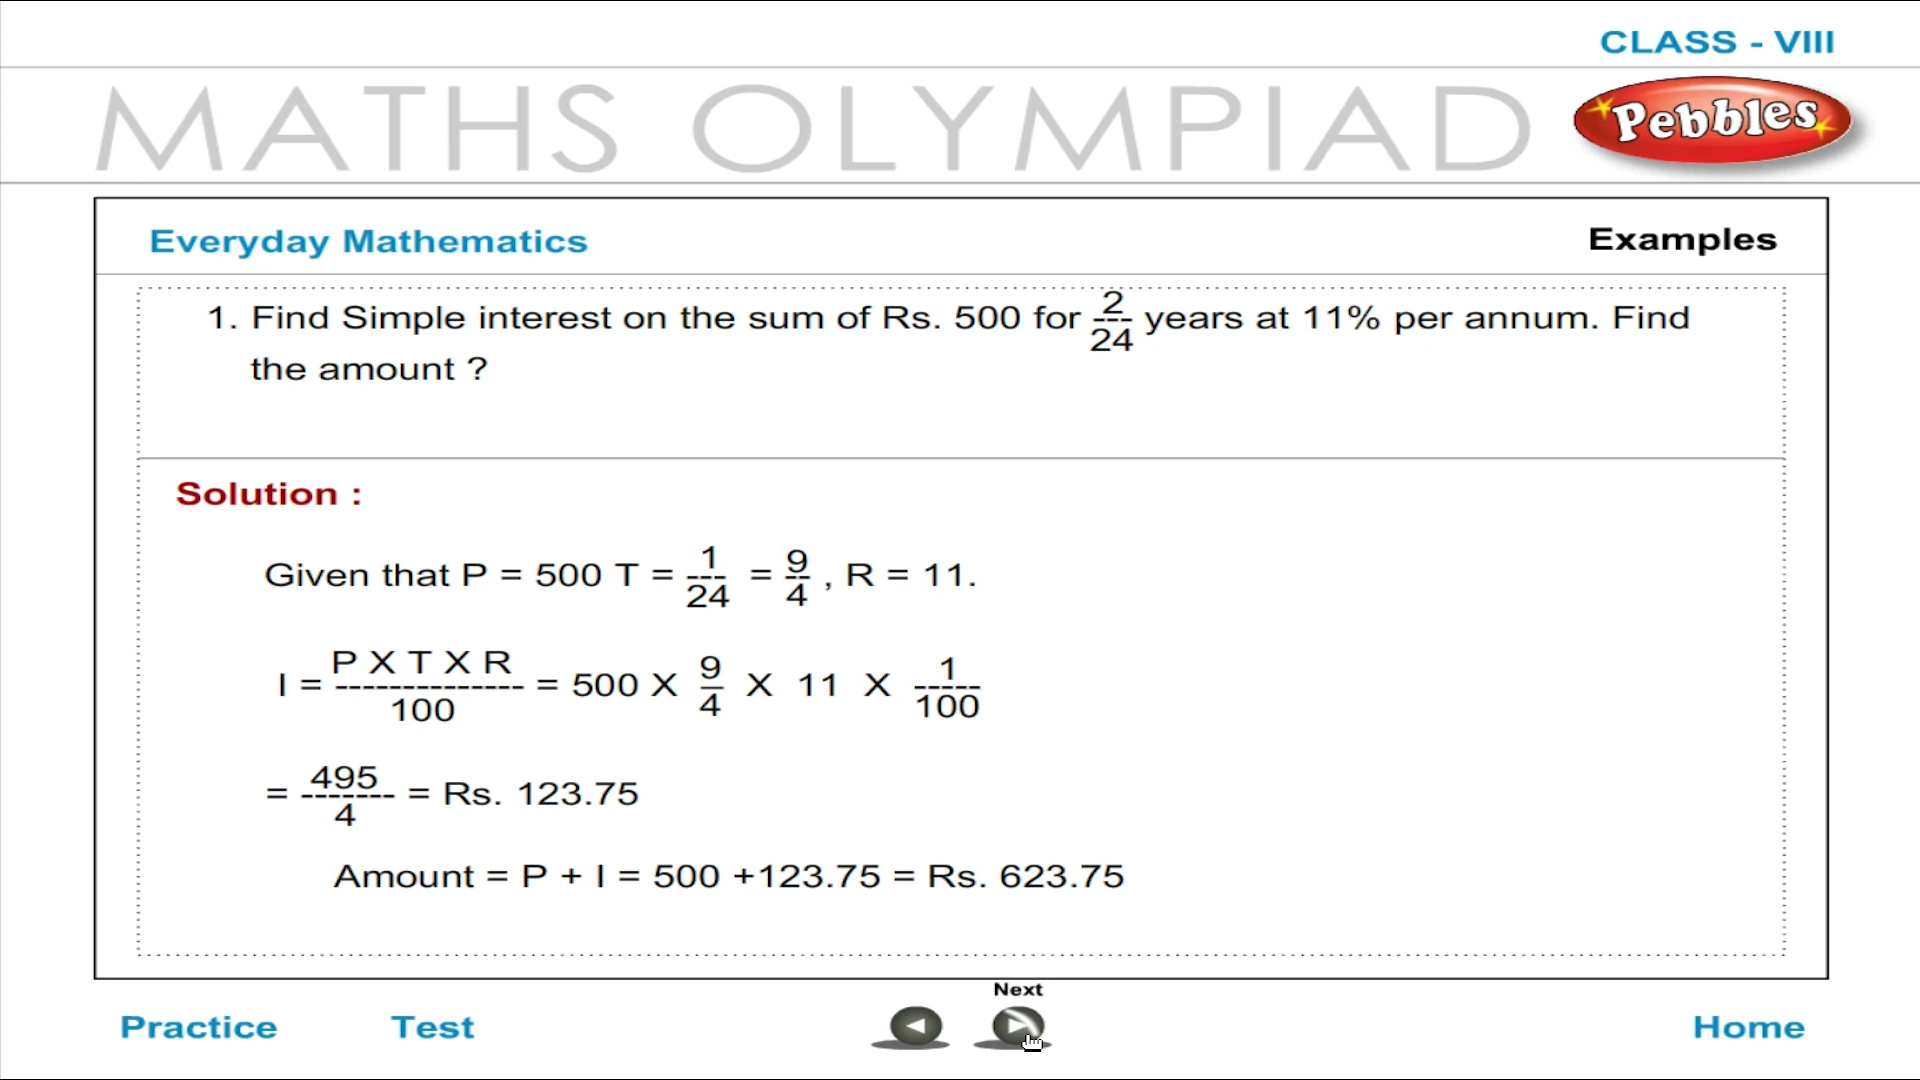 CLASS - VIII
MATHS OLYMPIAD
Pebbles
Everyday Mathematics
Examples
1. Find Simple interest on the sum of Rs. 500 for 2/24 years at 11% per annum. Find
the amount ?
Solution :
Given that P = 500 T = 1/24 = 9/4 , R = 11.
I = P X T X R / 100 = 500 X 9/4 X 11 X 1/100
= 495/4 = Rs. 123.75
Amount = P + I = 500 +123.75 = Rs. 623.75
Next
Practice
Test
Home